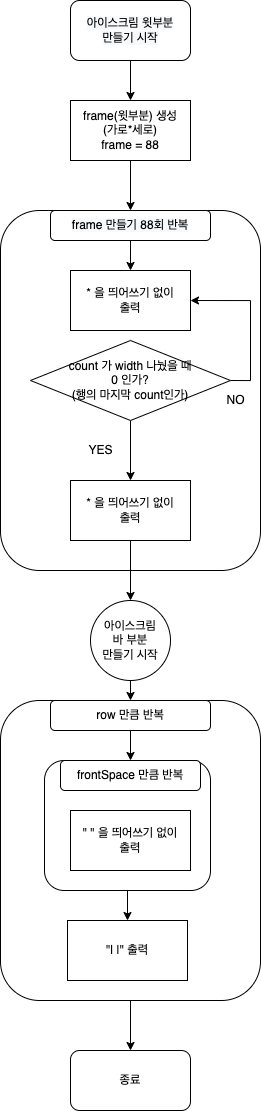 아이스크림 윗부분
만들기 시작
frame(윗부분) 생성
(가로*세로)
frame = 88
frame 만들기 88회 반복
* 을 띄어쓰기 없이
출력
count 가 width 나눴을 때
0 인가?
(행의 마지막 count인가)
NO
YES
* 을 띄어쓰기 없이
출력
아이스크림
바 부분
만들기 시작
row 만큼 반복
frontSpace 만큼 반복
" " 을 띄어쓰기 없이
출력
"| |" 출력
종료